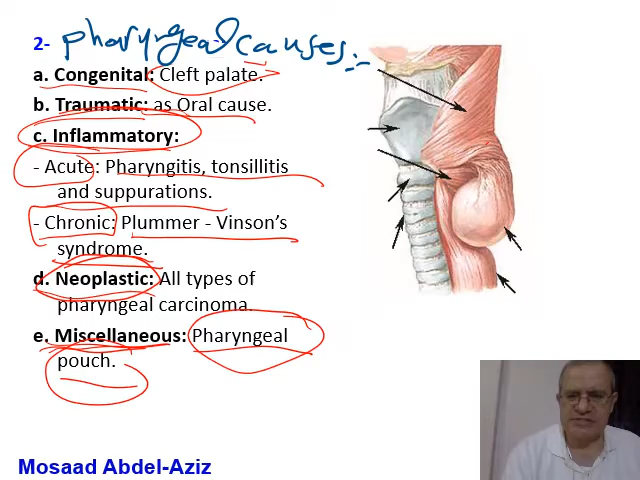 2- pharyngeal causes:-
a. Congenital: Cleft palate.
b. Traumatic: as Oral cause.
c. Inflammatory:
- Acute: Pharyngitis, tonsillitis
and suppurations.
- Chronic: Plummer - Vinson's
syndrome.
d. Neoplastic: All types of
pharyngeal carcinoma.
e. Miscellaneous: Pharyngeal
pouch.
Mosaad Abdel-Aziz